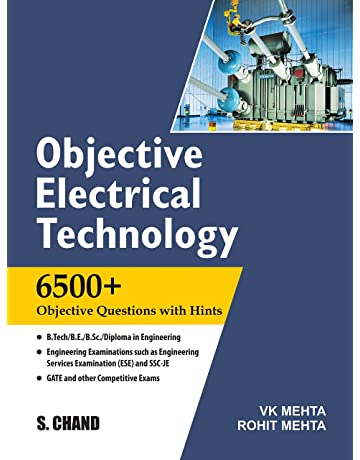 Objective
Electrical
Technology
6500+
Objective Questions with Hints
• B.Tech/B.E./B.Sc./Diploma in Engineering
• Engineering Examinations such as Engineering
Services Examination (ESE) and SSC-JE
• GATE and other Competitive Exams
S. CHAND
VK MEHTA
ROHIT MEHTA